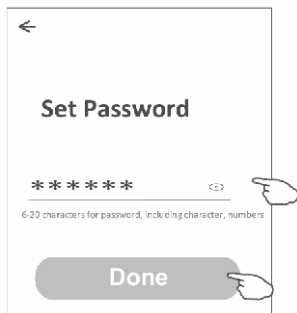 Set Password
******
6-20 characters for password, including character, numbers
Done